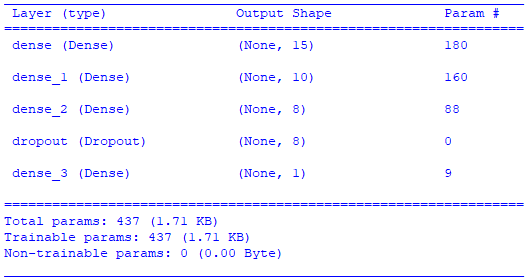 Layer (type) Output Shape Param #
=================================================================
dense (Dense) (None, 15) 180
dense_1 (Dense) (None, 10) 160
dense_2 (Dense) (None, 8) 88
dropout (Dropout) (None, 8) 0
dense_3 (Dense) (None, 1) 9
=================================================================
Total params: 437 (1.71 KB)
Trainable params: 437 (1.71 KB)
Non-trainable params: 0 (0.00 Byte)